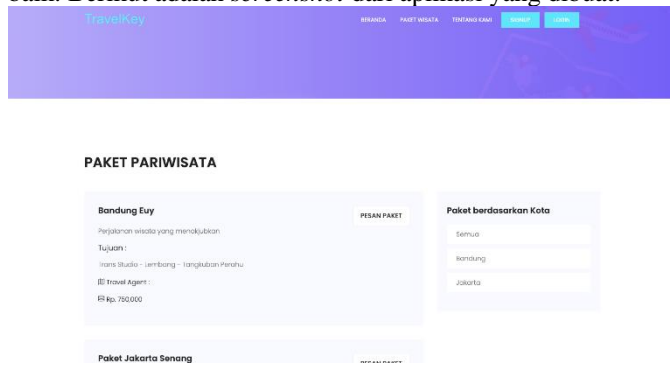 baik. Berikut adalah screenshot dari aplikasi yang dibuat.
TravelKey
BERANDA PAKET WISATA TENTANG KAMI SIGNUP LOGIN
PAKET PARIWISATA
Bandung Euy
PESAN PAKET
Perjalanan wisata yang menakjubkan
Tujuan :
Trans Studio - Lembang - Tangkuban Perahu
Travel Agent :
Rp. 750,000
Paket berdasarkan Kota
Semua
Bandung
Jakarta
Paket Jakarta Senang
PESAN PAKET